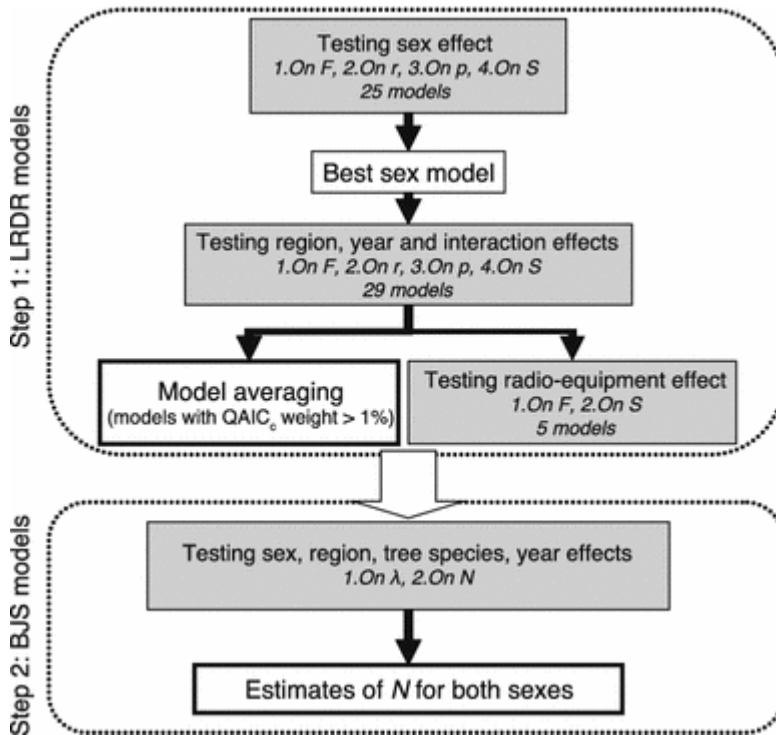 Step 1: LRDR models
Testing sex effect
1.On F, 2.On r, 3.On p, 4.On S
25 models
Best sex model
Testing region, year and interaction effects
1.On F, 2.On r, 3.On p, 4.On S
29 models
Model averaging
(models with QAICc weight > 1%)
Testing radio-equipment effect
1.On F, 2.On S
5 models
Step 2: BJS models
Testing sex, region, tree species, year effects
1.On λ, 2.On N
Estimates of N for both sexes